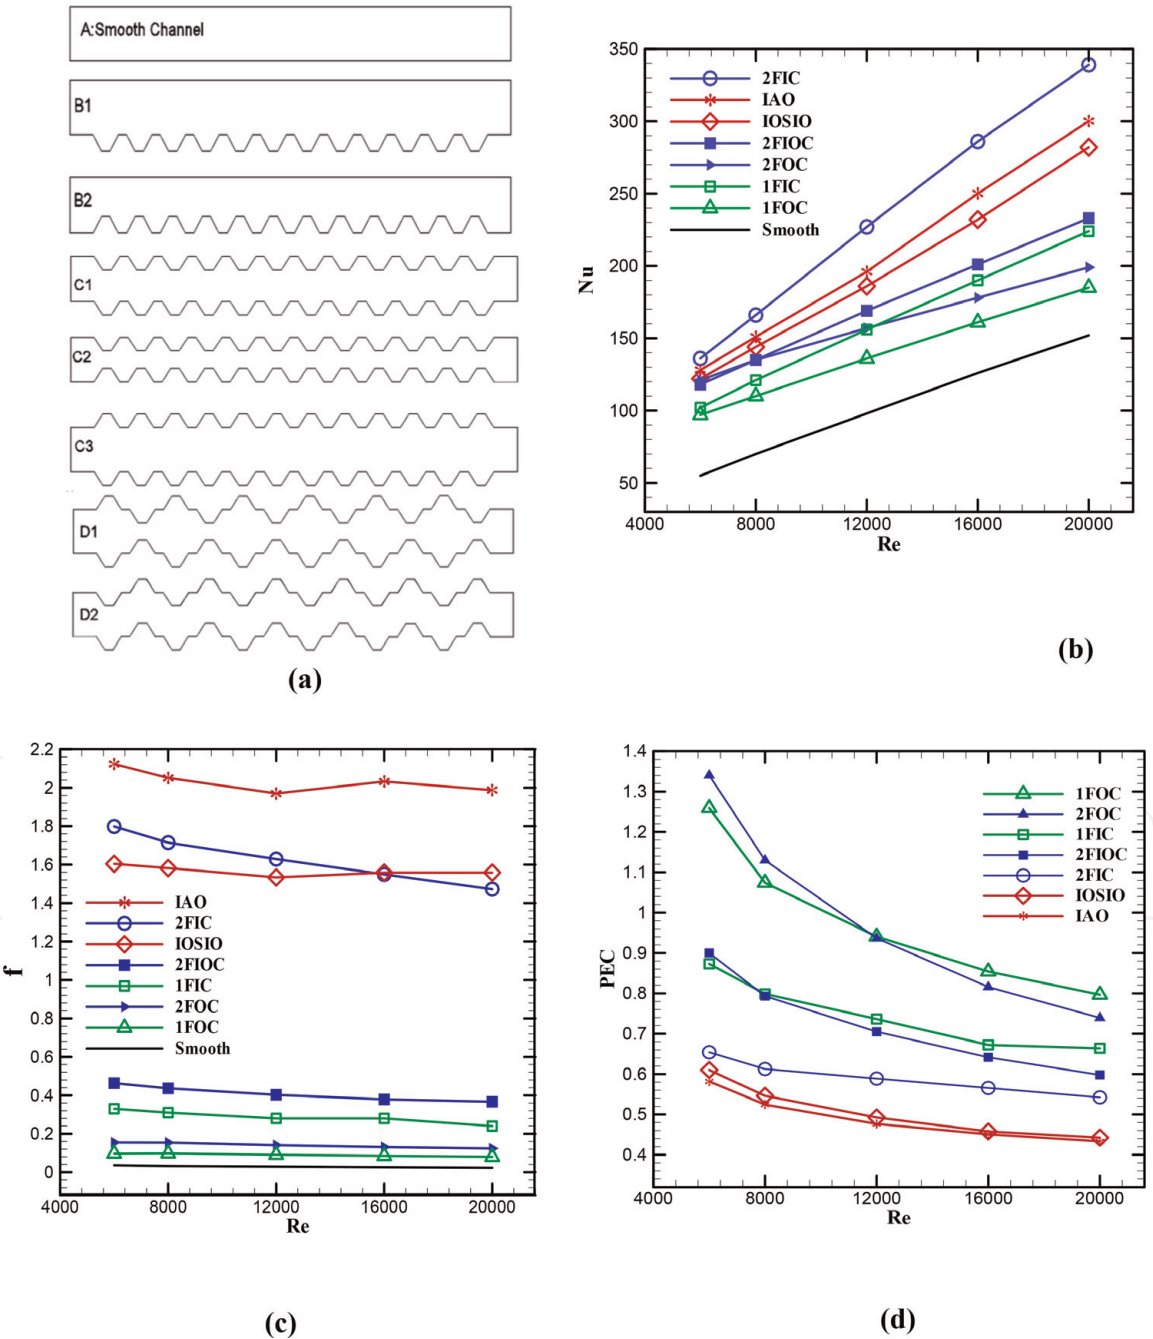 A:Smooth Channel
B1
B2
C1
C2
C3
D1
D2
(a)
350
300
250
200
150
100
50
Nu
2FIC
IAO
IOSIO
2FIOC
2FOC
1FIC
1FOC
Smooth
4000 8000 12000 16000 20000
Re
(b)
2.2
2
1.8
1.6
1.4
1.2
1
0.8
0.6
0.4
0.2
0
f
IAO
2FIC
IOSIO
2FIOC
1FIC
2FOC
1FOC
Smooth
4000 8000 12000 16000 20000
Re
(c)
1.4
1.3
1.2
1.1
1
0.9
0.8
0.7
0.6
0.5
0.4
PEC
1FOC
2FOC
1FIC
2FIOC
2FIC
IOSIO
IAO
4000 8000 12000 16000 20000
Re
(d)